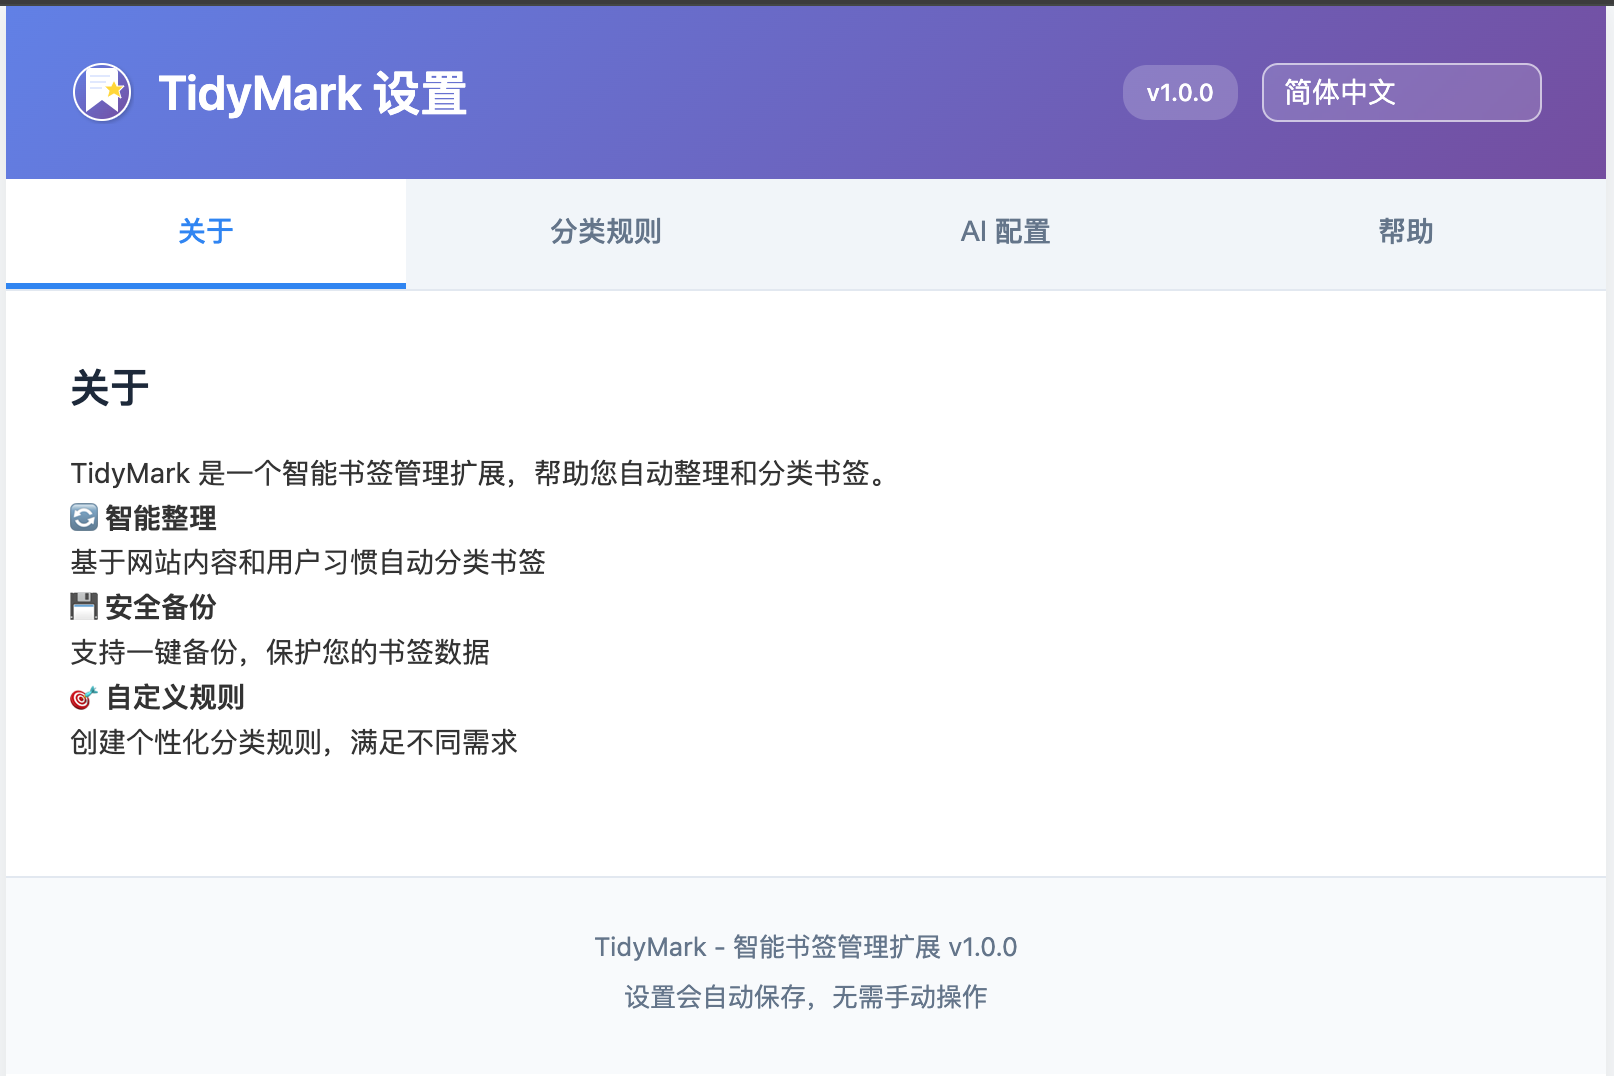 TidyMark 设置
v1.0.0
简体中文
关于
分类规则
AI 配置
帮助
关于
TidyMark 是一个智能书签管理扩展，帮助您自动整理和分类书签。
🔄 智能整理
基于网站内容和用户习惯自动分类书签
💾 安全备份
支持一键备份，保护您的书签数据
🎯 自定义规则
创建个性化分类规则，满足不同需求
TidyMark - 智能书签管理扩展 v1.0.0
设置会自动保存，无需手动操作